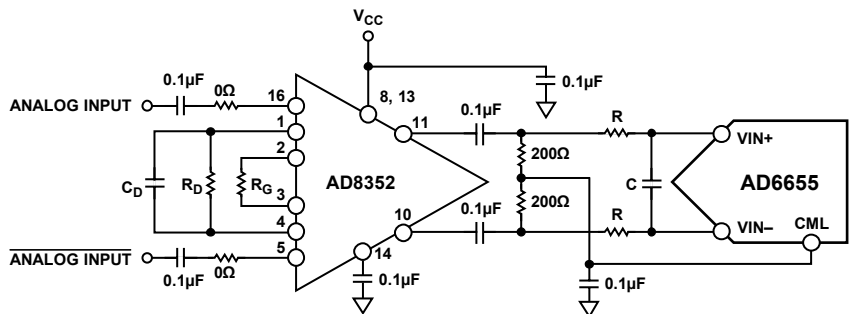 VCC
0.1µF
0Ω
16
8, 13
0.1µF
ANALOG INPUT
1
11
0.1µF
R
VIN+
2
200Ω
CD
RD
RG
AD8352
C
AD6655
3
200Ω
4
10
0.1µF
R
VIN–
CML
ANALOG INPUT
5
14
0.1µF
0Ω
0.1µF
0.1µF